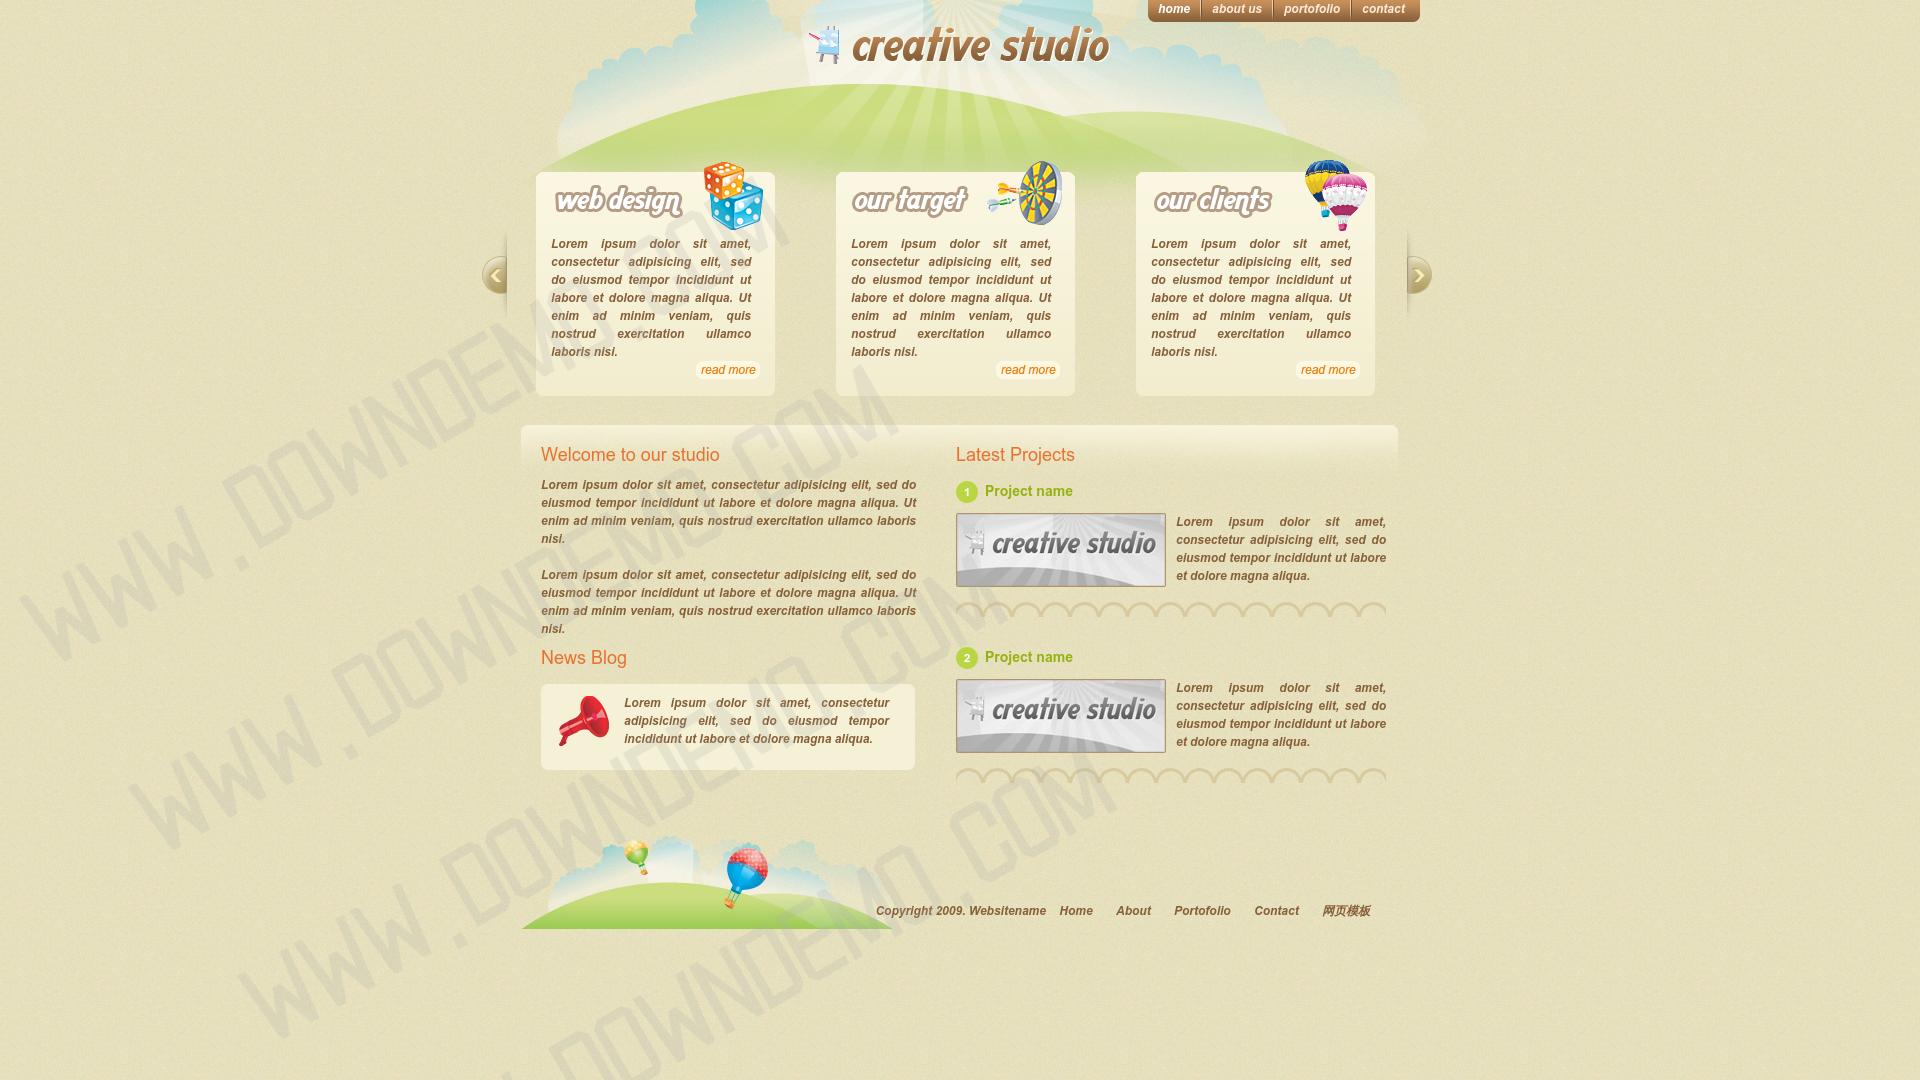 home about us portofolio contact
creative studio
web design
Lorem ipsum dolor sit amet,
consectetur adipisicing elit, sed
do eiusmod tempor incididunt ut
labore et dolore magna aliqua. Ut
enim ad minim veniam, quis
nostrud exercitation ullamco
laboris nisi.
read more
our target
Lorem ipsum dolor sit amet,
consectetur adipisicing elit, sed
do eiusmod tempor incididunt ut
labore et dolore magna aliqua. Ut
enim ad minim veniam, quis
nostrud exercitation ullamco
laboris nisi.
read more
our clients
Lorem ipsum dolor sit amet,
consectetur adipisicing elit, sed
do eiusmod tempor incididunt ut
labore et dolore magna aliqua. Ut
enim ad minim veniam, quis
nostrud exercitation ullamco
laboris nisi.
read more
Welcome to our studio
Lorem ipsum dolor sit amet, consectetur adipisicing elit, sed do
eiusmod tempor incididunt ut labore et dolore magna aliqua. Ut
enim ad minim veniam, quis nostrud exercitation ullamco laboris
nisi.
Lorem ipsum dolor sit amet, consectetur adipisicing elit, sed do
eiusmod tempor incididunt ut labore et dolore magna aliqua. Ut
enim ad minim veniam, quis nostrud exercitation ullamco laboris
nisi.
News Blog
Lorem ipsum dolor sit amet, consectetur
adipisicing elit, sed do eiusmod tempor
incididunt ut labore et dolore magna aliqua.
Latest Projects
1 Project name
creative studio
Lorem ipsum dolor sit amet,
consectetur adipisicing elit, sed do
eiusmod tempor incididunt ut labore
et dolore magna aliqua.
2 Project name
creative studio
Lorem ipsum dolor sit amet,
consectetur adipisicing elit, sed do
eiusmod tempor incididunt ut labore
et dolore magna aliqua.
Copyright 2009. Websitename Home About Portofolio Contact 网页模板
WWW.DOWNDEMO.COM
WWW.DOWNDEMO.COM
WWW.DOWNDEMO.COM
.DOWNDEMO.COM